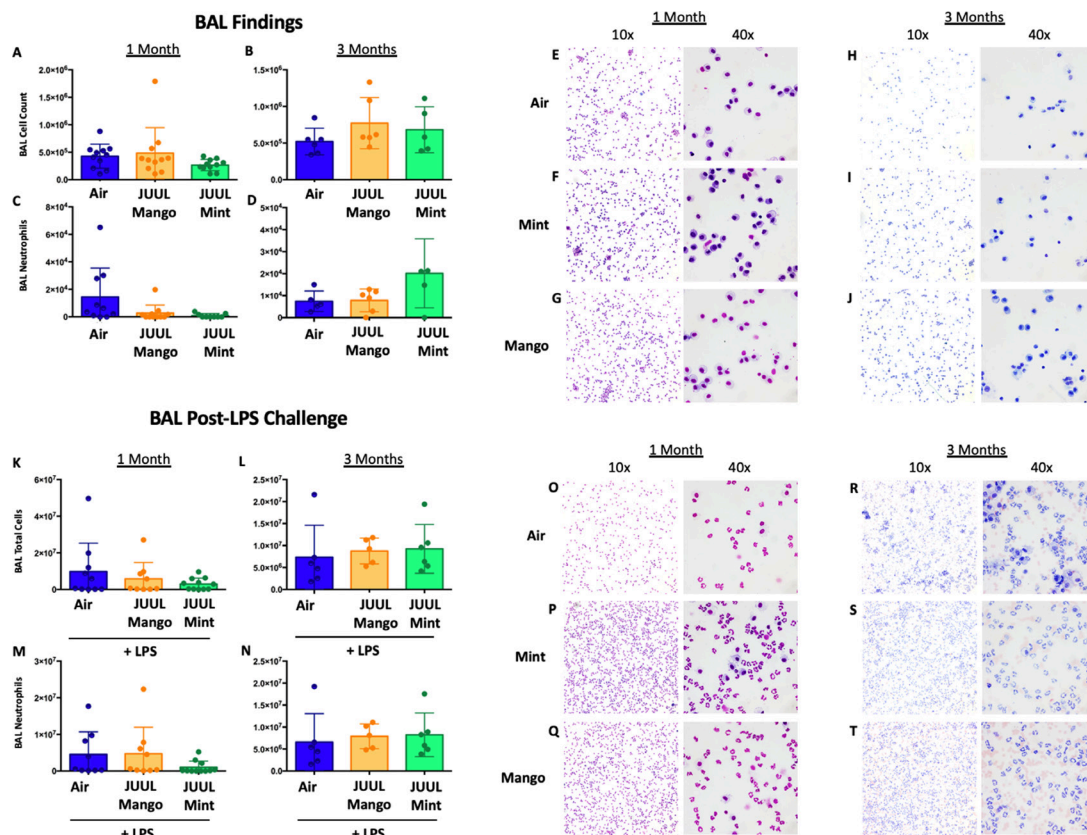 BAL Findings
1 Month
3 Months
A
B
BAL Cell Count
2.0×10⁶
1.5×10⁶
1.0×10⁶
5.0×10⁵
0.0
Air
JUUL
Mango
JUUL
Mint
1.5×10⁶
1.0×10⁶
5.0×10⁵
0.0
Air
JUUL
Mango
JUUL
Mint
C
D
BAL Neutrophils
8×10⁴
6×10⁴
4×10⁴
2×10⁴
0
Air
JUUL
Mango
JUUL
Mint
5×10⁴
4×10⁴
3×10⁴
2×10⁴
1×10⁴
0
Air
JUUL
Mango
JUUL
Mint
1 Month
3 Months
10x
40x
10x
40x
E
H
Air
F
I
Mint
G
J
Mango
BAL Post-LPS Challenge
1 Month
3 Months
K
L
BAL Total Cells
6×10⁷
4×10⁷
2×10⁷
0
Air
JUUL
Mango
JUUL
Mint
+ LPS
2.5×10⁷
2.0×10⁷
1.5×10⁷
1.0×10⁷
5.0×10⁶
0.0
Air
JUUL
Mango
JUUL
Mint
+ LPS
M
N
BAL Neutrophils
3×10⁷
2×10⁷
1×10⁷
0
Air
JUUL
Mango
JUUL
Mint
+ LPS
2.5×10⁷
2.0×10⁷
1.5×10⁷
1.0×10⁷
5.0×10⁶
0.0
Air
JUUL
Mango
JUUL
Mint
+ LPS
1 Month
3 Months
10x
40x
10x
40x
O
R
Air
P
S
Mint
Q
T
Mango